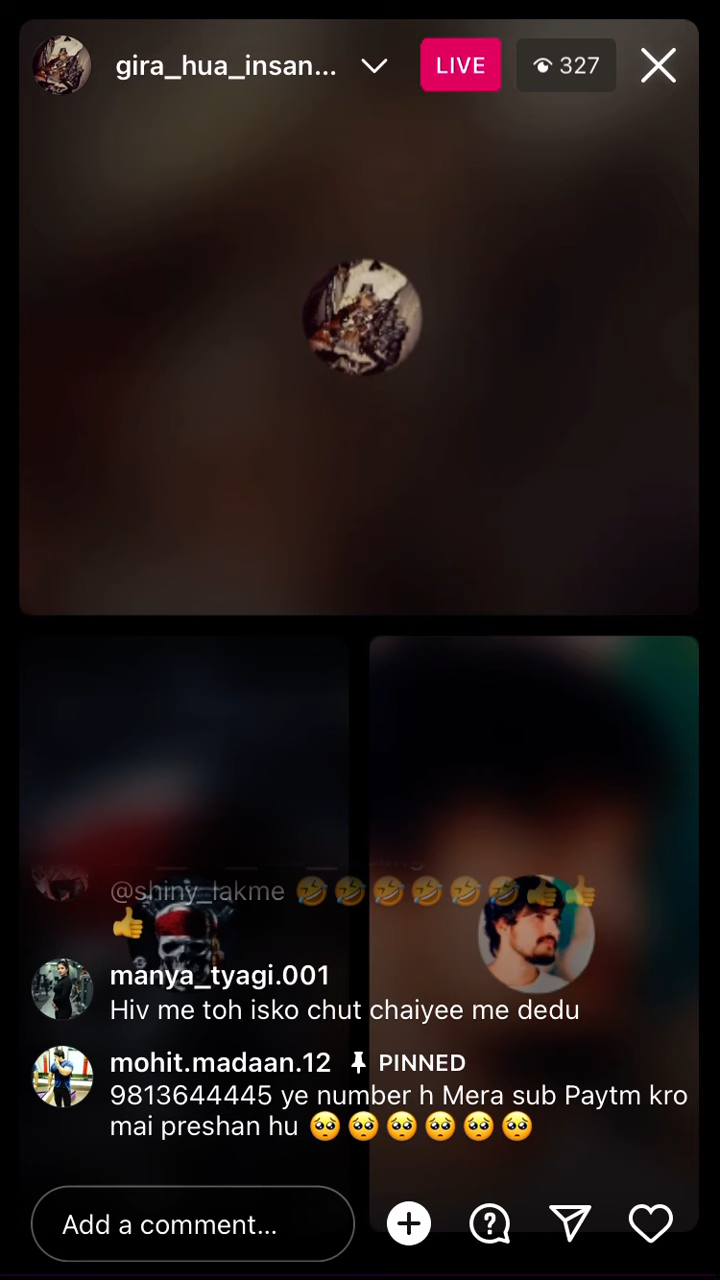 gira_hua_insan...
LIVE
327
@shiny_lakme 🤣🤣🤣🤣🤣🤣👍👍
👍
manya_tyagi.001
Hiv me toh isko chut chaiyee me dedu
mohit.madaan.12 📌 PINNED
9813644445 ye number h Mera sub Paytm kro
mai preshan hu 🥺🥺🥺🥺🥺🥺
Add a comment...